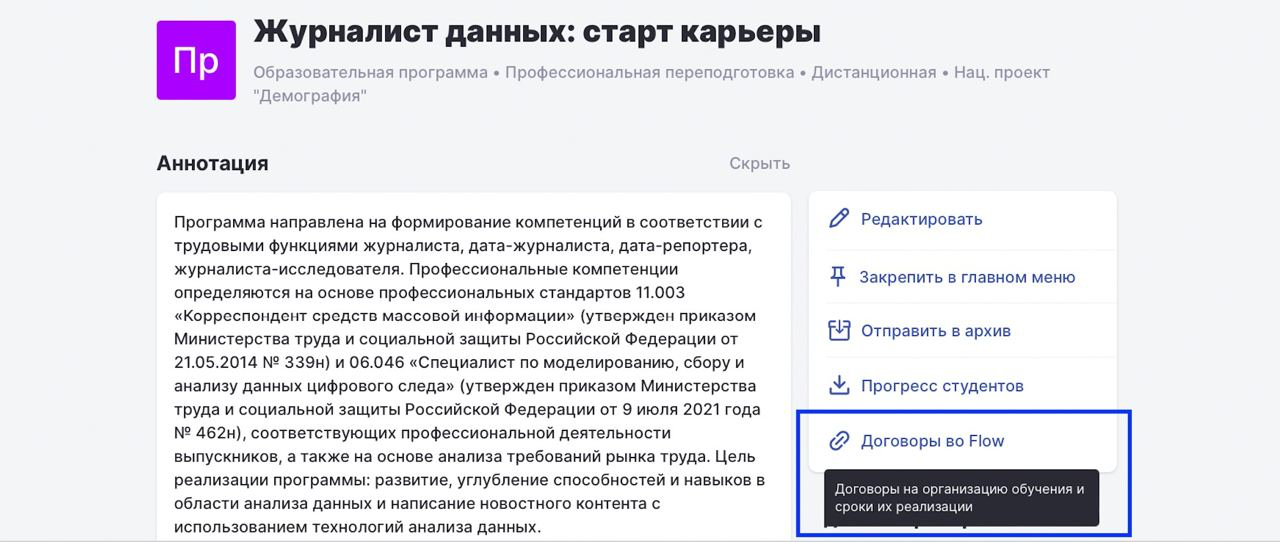 Пр
Журналист данных: старт карьеры
Образовательная программа • Профессиональная переподготовка • Дистанционная • Нац. проект
"Демография"
Аннотация
Скрыть
Программа направлена на формирование компетенций в соответствии с
трудовыми функциями журналиста, дата-журналиста, дата-репортера,
журналиста-исследователя. Профессиональные компетенции
определяются на основе профессиональных стандартов 11.003
«Корреспондент средств массовой информации» (утвержден приказом
Министерства труда и социальной защиты Российской Федерации от
21.05.2014 № 339н) и 06.046 «Специалист по моделированию, сбору и
анализу данных цифрового следа» (утвержден приказом Министерства
труда и социальной защиты Российской Федерации от 9 июля 2021 года
№ 462н), соответствующих профессиональной деятельности
выпускников, а также на основе анализа требований рынка труда. Цель
реализации программы: развитие, углубление способностей и навыков в
области анализа данных и написание новостного контента с
использованием технологий анализа данных.
Редактировать
Закрепить в главном меню
Отправить в архив
Прогресс студентов
Договоры во Flow
Договоры на организацию обучения и
сроки их реализации